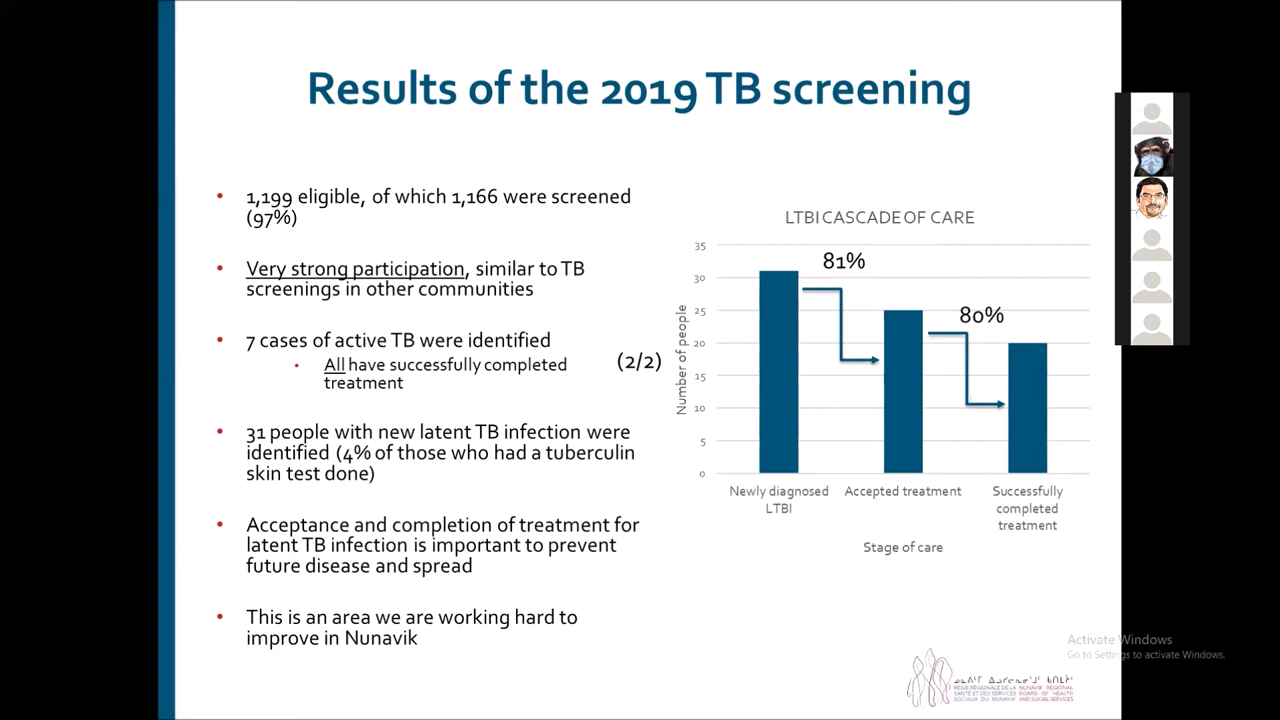 Results of the 2019 TB screening
• 1,199 eligible, of which 1,166 were screened
(97%)
• Very strong participation, similar to TB
screenings in other communities
• 7 cases of active TB were identified
• All have successfully completed
treatment
(2/2)
• 31 people with new latent TB infection were
identified (4% of those who had a tuberculin
skin test done)
• Acceptance and completion of treatment for
latent TB infection is important to prevent
future disease and spread
• This is an area we are working hard to
improve in Nunavik
LTBI CASCADE OF CARE
81%
80%
Number of people
35
30
25
20
15
10
5
0
Newly diagnosed
LTBI
Accepted treatment
Successfully
completed
treatment
Stage of care
RÉGIE RÉGIONALE DE LA
SANTÉ ET DES SERVICES
SOCIAUX DU NUNAVIK
NUNAVIK REGIONAL
BOARD OF HEALTH
AND SOCIAL SERVICES
Activate Windows
Go to Settings to activate Windows.